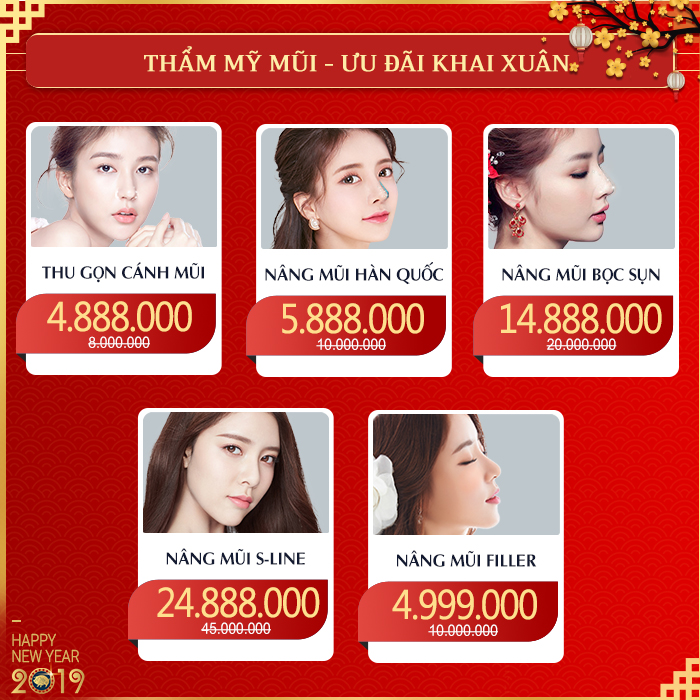 THẨM MỸ MŨI - ƯU ĐÃI KHAI XUÂN
THU GỌN CÁNH MŨI
4.888.000
8.000.000
NÂNG MŨI HÀN QUỐC
5.888.000
10.000.000
NÂNG MŨI BỌC SỤN
14.888.000
20.000.000
NÂNG MŨI S-LINE
24.888.000
45.000.000
NÂNG MŨI FILLER
4.999.000
10.000.000
HAPPY
NEW YEAR
2019